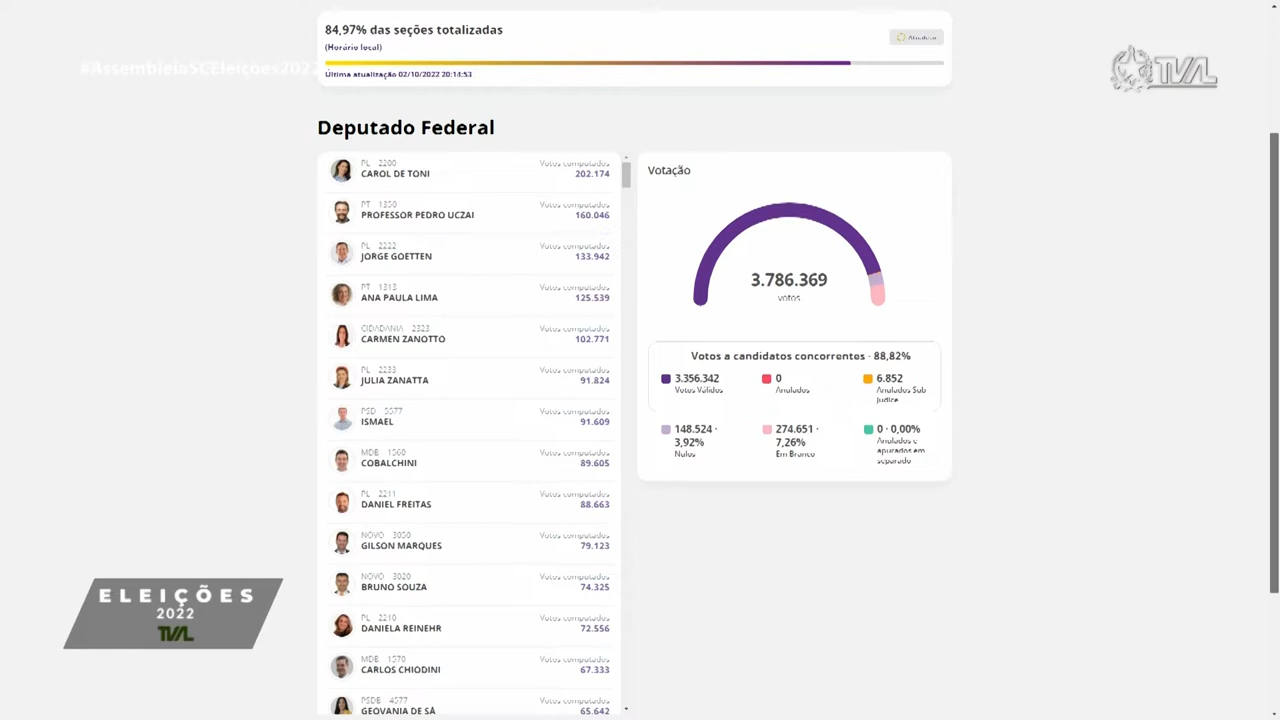 84,97% das seções totalizadas
(Horário local)
Última atualização 02/10/2022 20:14:53
Atualizar
#AssembleiaSCEleições2022
TVAL
Deputado Federal
PL 2200 Votos computados
CAROL DE TONI 202.174
PT 1350 Votos computados
PROFESSOR PEDRO UCZAI 160.046
PL 2222 Votos computados
JORGE GOETTEN 133.942
PT 1313 Votos computados
ANA PAULA LIMA 125.539
CIDADANIA 2323 Votos computados
CARMEN ZANOTTO 102.771
PL 2233 Votos computados
JULIA ZANATTA 91.824
PSD 5577 Votos computados
ISMAEL 91.609
MDB 1560 Votos computados
COBALCHINI 89.605
PL 2211 Votos computados
DANIEL FREITAS 88.663
NOVO 3050 Votos computados
GILSON MARQUES 79.123
NOVO 3020 Votos computados
BRUNO SOUZA 74.325
PL 2210 Votos computados
DANIELA REINEHR 72.556
MDB 1570 Votos computados
CARLOS CHIODINI 67.333
PSDB 4577 Votos computados
GEOVANIA DE SÁ 65.642
Votação
3.786.369
votos
Votos a candidatos concorrentes · 88,82%
3.356.342
Votos Válidos
0
Anulados
6.852
Anulados Sub
Judice
148.524 ·
3,92%
Nulos
274.651 ·
7,26%
Em Branco
0 · 0,00%
Anulados e
apurados em
separado
ELEIÇÕES
2022
TVAL